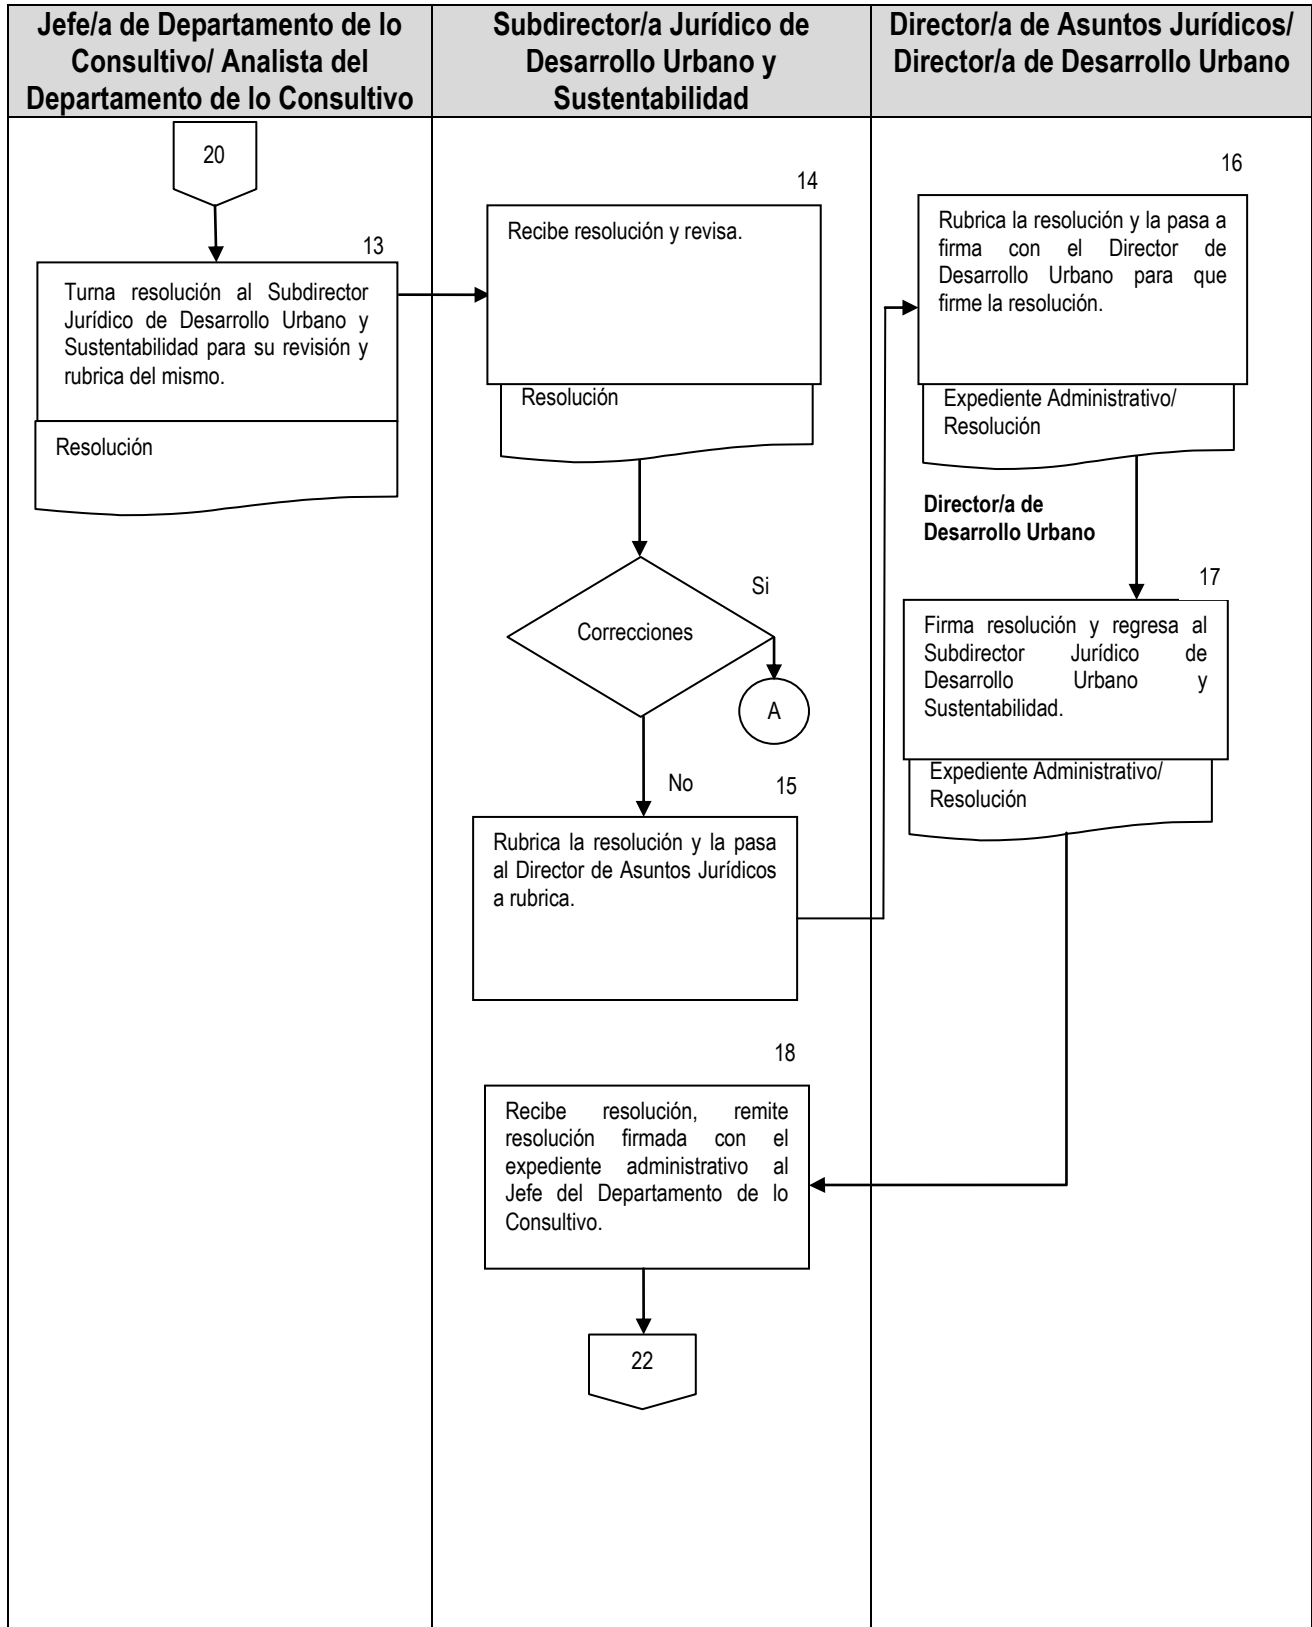 Jefe/a de Departamento de lo
Consultivo/ Analista del
Departamento de lo Consultivo
Subdirector/a Jurídico de
Desarrollo Urbano y
Sustentabilidad
Director/a de Asuntos Jurídicos/
Director/a de Desarrollo Urbano
20
13
Turna resolución al Subdirector
Jurídico de Desarrollo Urbano y
Sustentabilidad para su revisión y
rubrica del mismo.
Resolución
14
Recibe resolución y revisa.
Resolución
Correcciones
Si
A
No
15
Rubrica la resolución y la pasa
al Director de Asuntos Jurídicos
a rubrica.
16
Rubrica la resolución y la pasa a
firma con el Director de
Desarrollo Urbano para que
firme la resolución.
Expediente Administrativo/
Resolución
Director/a de
Desarrollo Urbano
17
Firma resolución y regresa al
Subdirector Jurídico de
Desarrollo Urbano y
Sustentabilidad.
Expediente Administrativo/
Resolución
18
Recibe resolución, remite
resolución firmada con el
expediente administrativo al
Jefe del Departamento de lo
Consultivo.
22